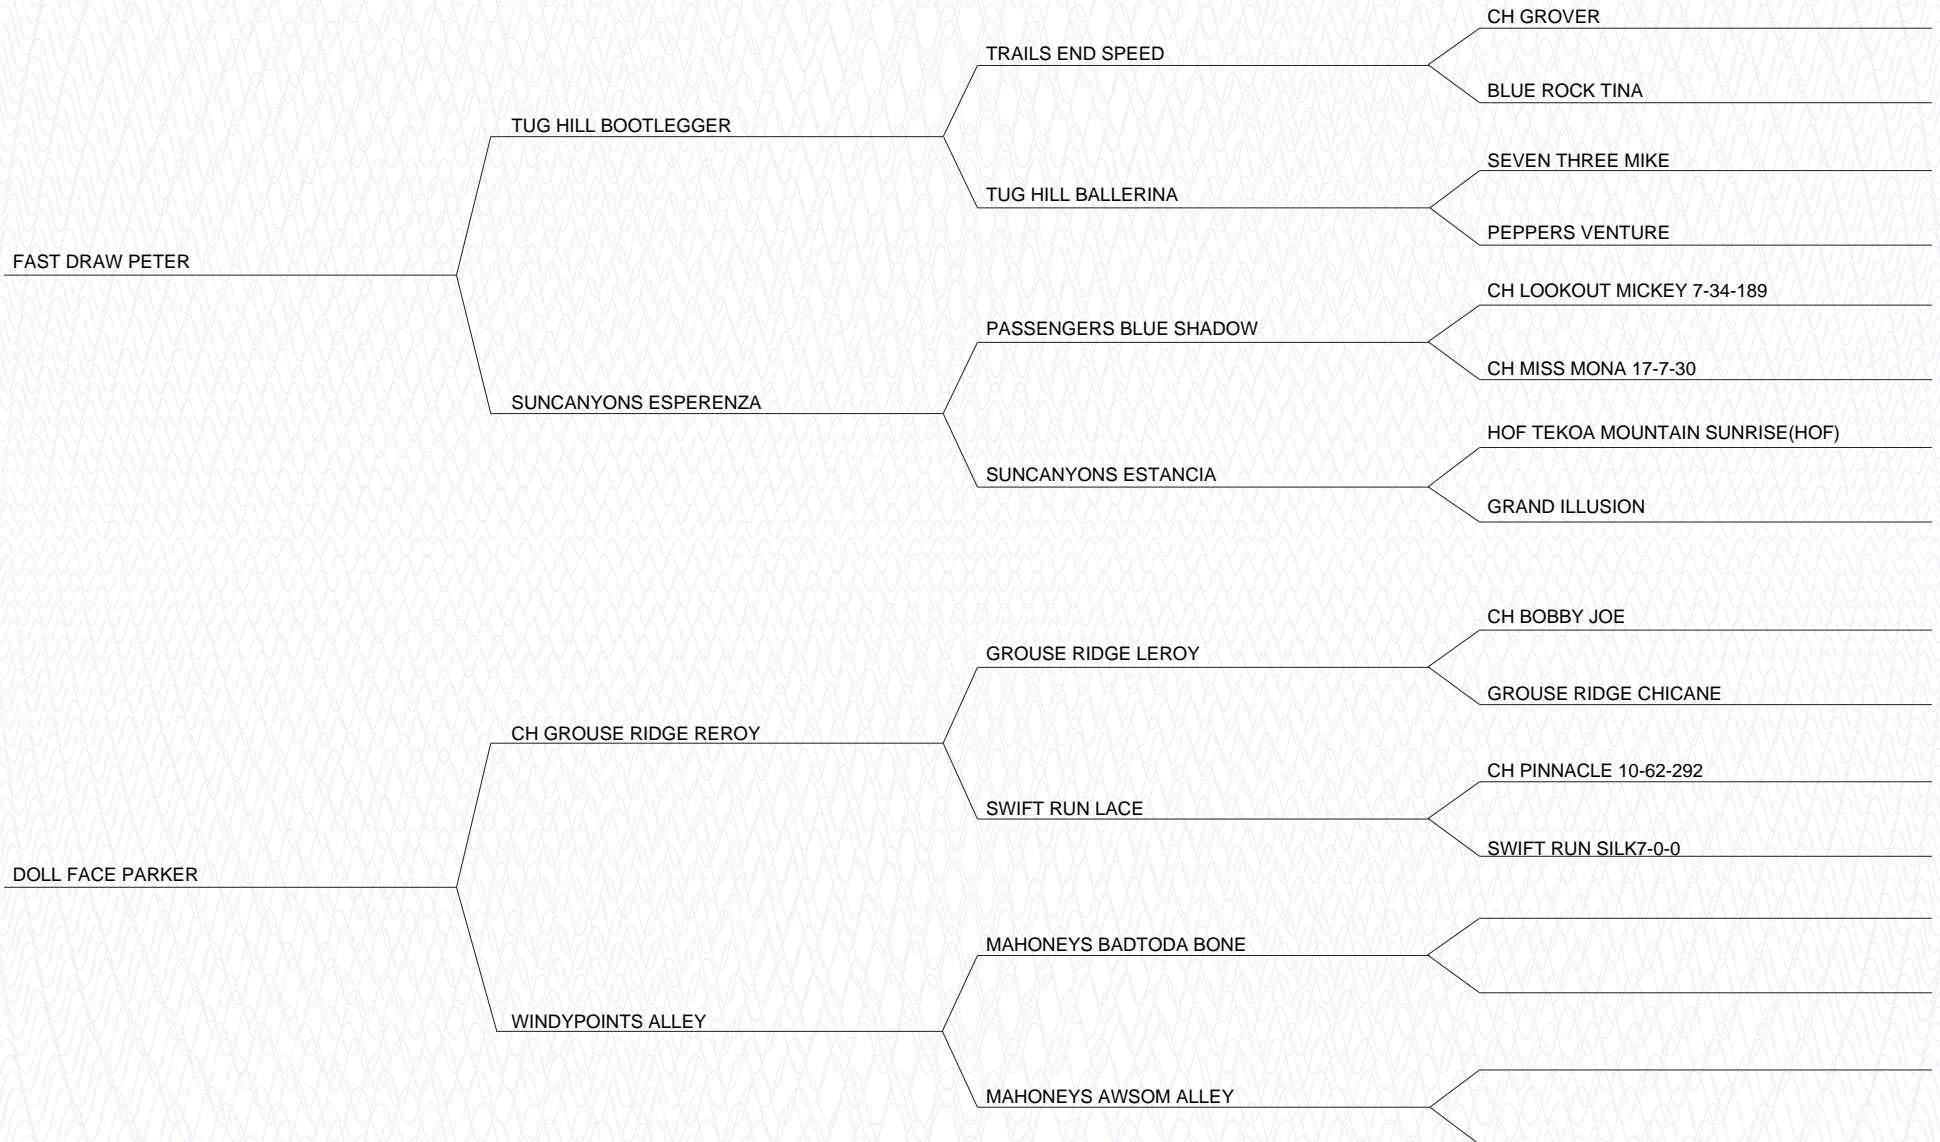 CH GROVER
TRAILS END SPEED
BLUE ROCK TINA
TUG HILL BOOTLEGGER
SEVEN THREE MIKE
TUG HILL BALLERINA
PEPPERS VENTURE
FAST DRAW PETER
CH LOOKOUT MICKEY 7-34-189
PASSENGERS BLUE SHADOW
CH MISS MONA 17-7-30
SUNCANYONS ESPERENZA
HOF TEKOA MOUNTAIN SUNRISE(HOF)
SUNCANYONS ESTANCIA
GRAND ILLUSION
CH BOBBY JOE
GROUSE RIDGE LEROY
GROUSE RIDGE CHICANE
CH GROUSE RIDGE REROY
CH PINNACLE 10-62-292
SWIFT RUN LACE
SWIFT RUN SILK7-0-0
DOLL FACE PARKER
MAHONEYS BADTODA BONE
WINDYPOINTS ALLEY
MAHONEYS AWSOM ALLEY